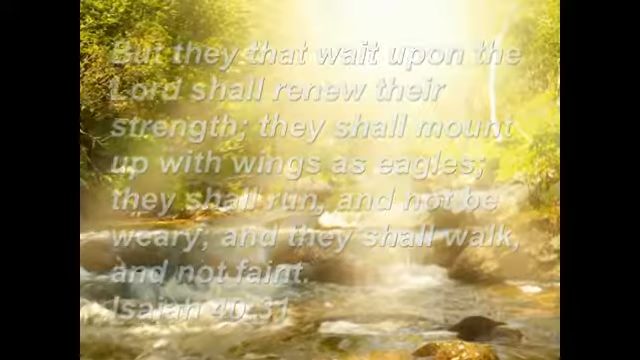 But they that wait upon the
Lord shall renew their
strength; they shall mount
up with wings as eagles;
they shall run, and not be
weary; and they shall walk,
and not faint.
Isaiah 40:31